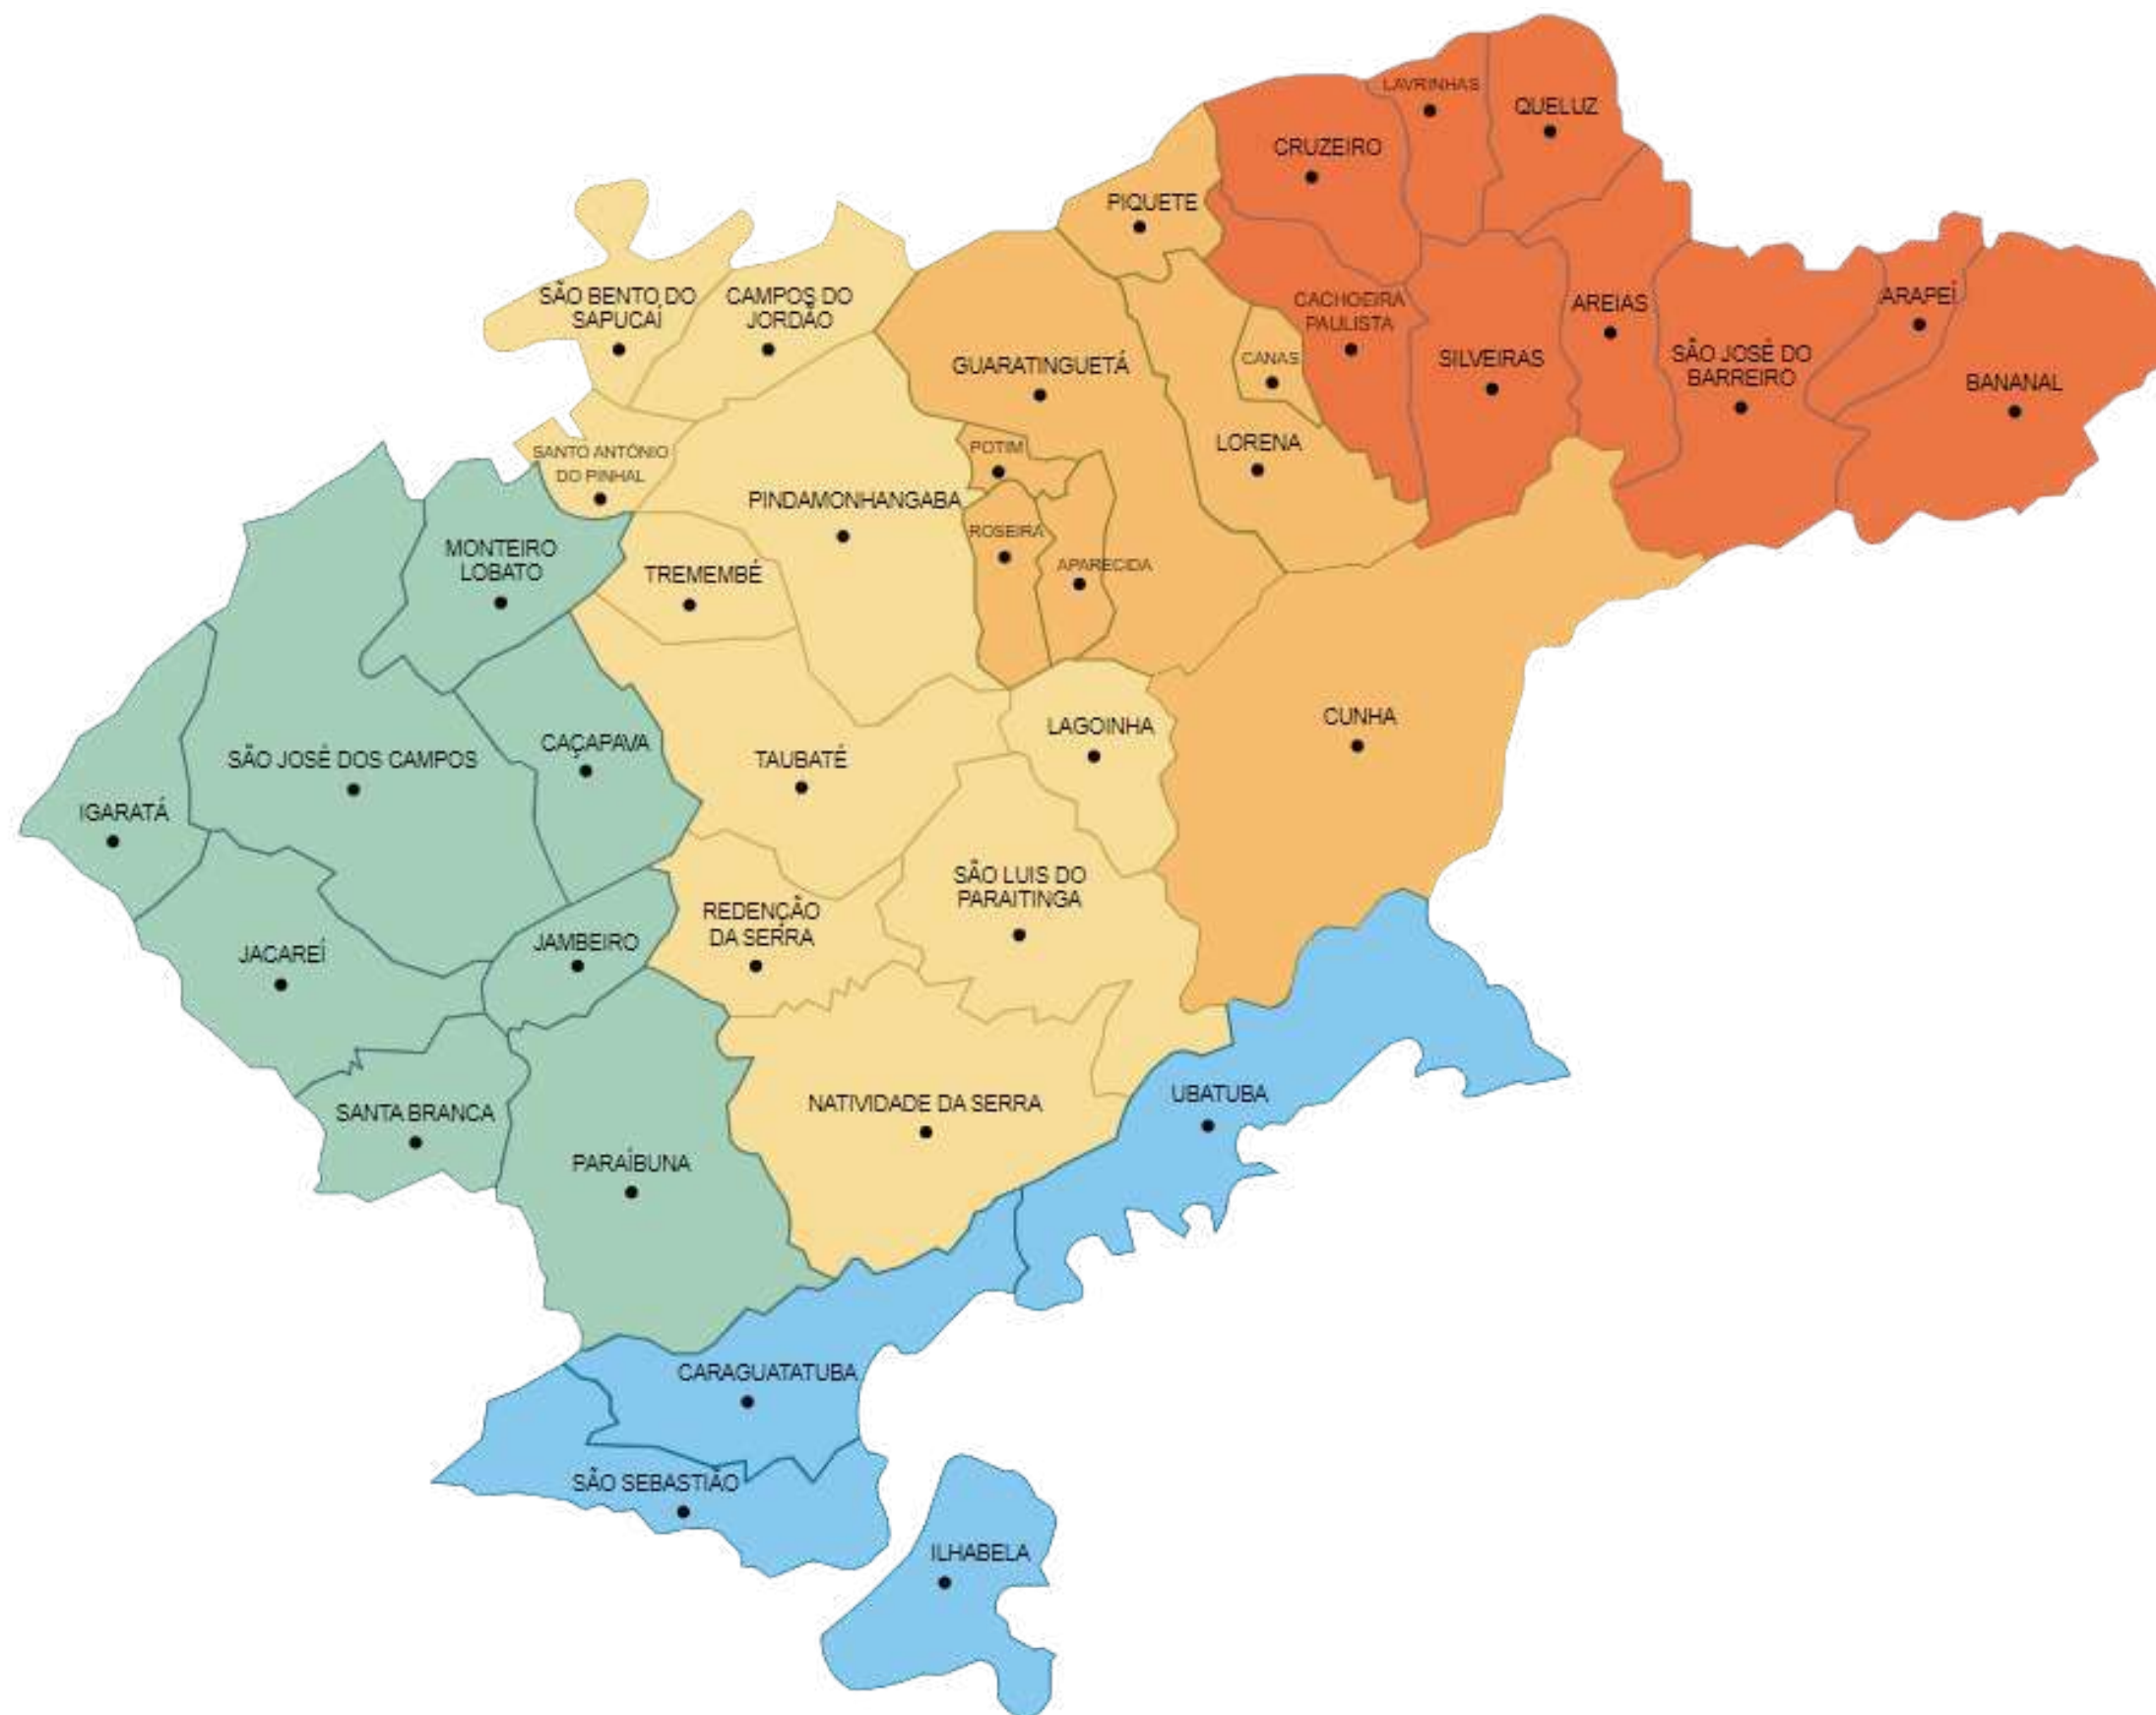 LAVRINHAS
QUELUZ
CRUZEIRO
PIQUETE
SÃO BENTO DO
SAPUCAÍ
CAMPOS DO
JORDÃO
CACHOEIRA
PAULISTA
AREIAS
ARAPEÍ
GUARATINGUETÁ
CANAS
SILVEIRAS
SÃO JOSÉ DO
BARREIRO
BANANAL
SANTO ANTÔNIO
DO PINHAL
POTIM
LORENA
PINDAMONHANGABA
ROSEIRA
MONTEIRO
LOBATO
TREMEMBÉ
APARECIDA
CUNHA
LAGOINHA
CAÇAPAVA
SÃO JOSÉ DOS CAMPOS
TAUBATÉ
IGARATÁ
SÃO LUIS DO
PARAITINGA
REDENÇÃO
DA SERRA
JAMBEIRO
JACAREÍ
UBATUBA
NATIVIDADE DA SERRA
SANTA BRANCA
PARAÍBUNA
CARAGUATATUBA
SÃO SEBASTIÃO
ILHABELA